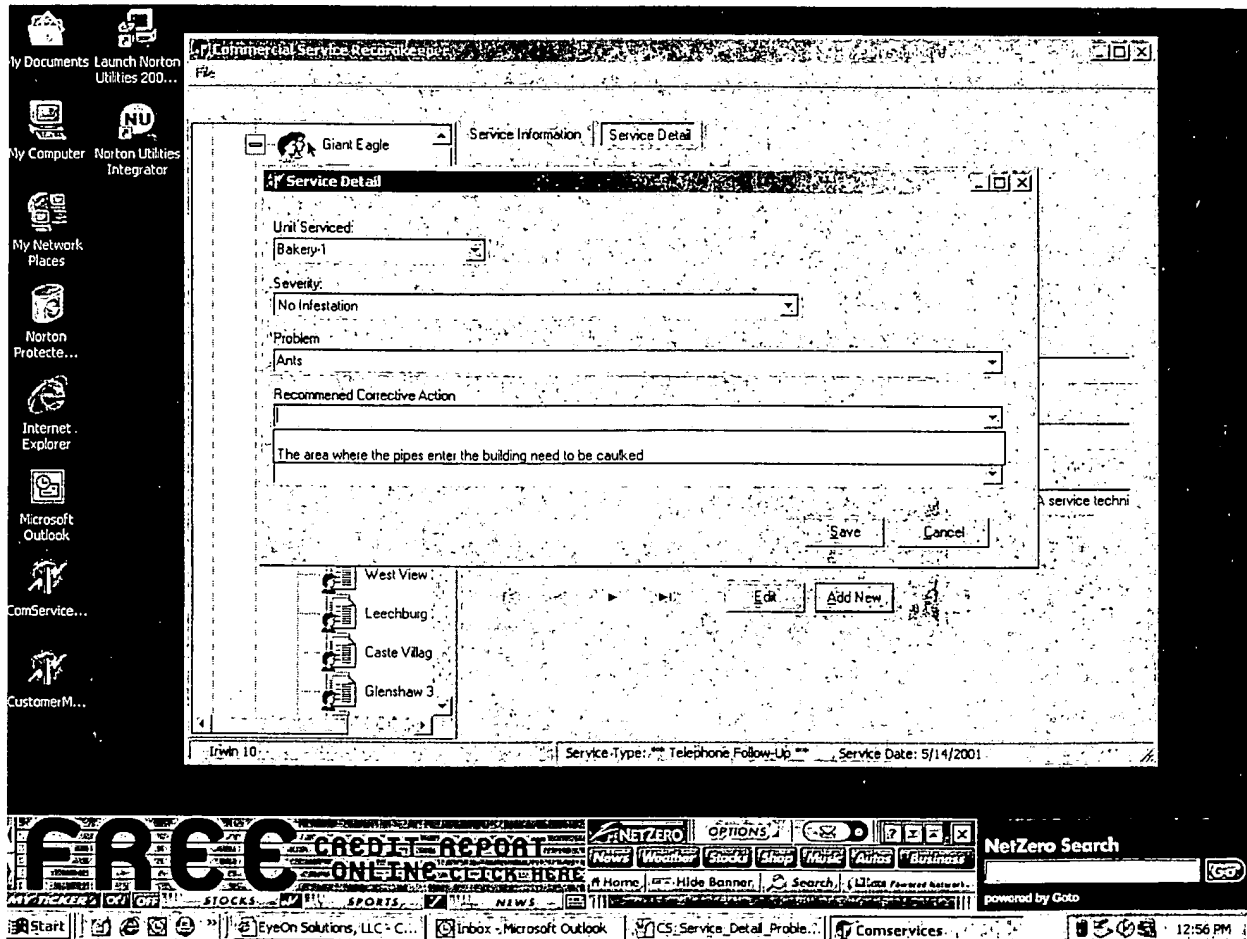 My Documents
Launch Norton
Utilities 200...
My Computer
Norton Utilities
Integrator
My Network
Places
Norton
Protecte...
Internet
Explorer
Microsoft
Outlook
ComService...
CustomerM...
Commercial Service Recordkeeper
File
Giant Eagle
Service Information
Service Detail
Service Detail
Unit Serviced:
Bakery-1
Severity:
No Infestation
Problem
Ants
Recommened Corrective Action
The area where the pipes enter the building need to be caulked
A service techni
Save
Cancel
West View
Leechburg
Caste Villag
Glenshaw 3
Edit
Add New
Irwin 10
Service Type: ** Telephone Follow-Up **
Service Date: 5/14/2001
FREE
CREDIT REPORT
ONLINE - CLICK HERE
MY TICKERS
ON
OFF
STOCKS
SPORTS
NEWS
NETZERO
OPTIONS
News
Weather
Stocks
Shop
Music
Autos
Business
Home
Hide Banner
Search
NetZero Search
Go
powered by Goto
Start
EyeOn Solutions, LLC - C...
Inbox - Microsoft Outlook
CS_Service_Detail_Proble...
Comservices
12:56 PM